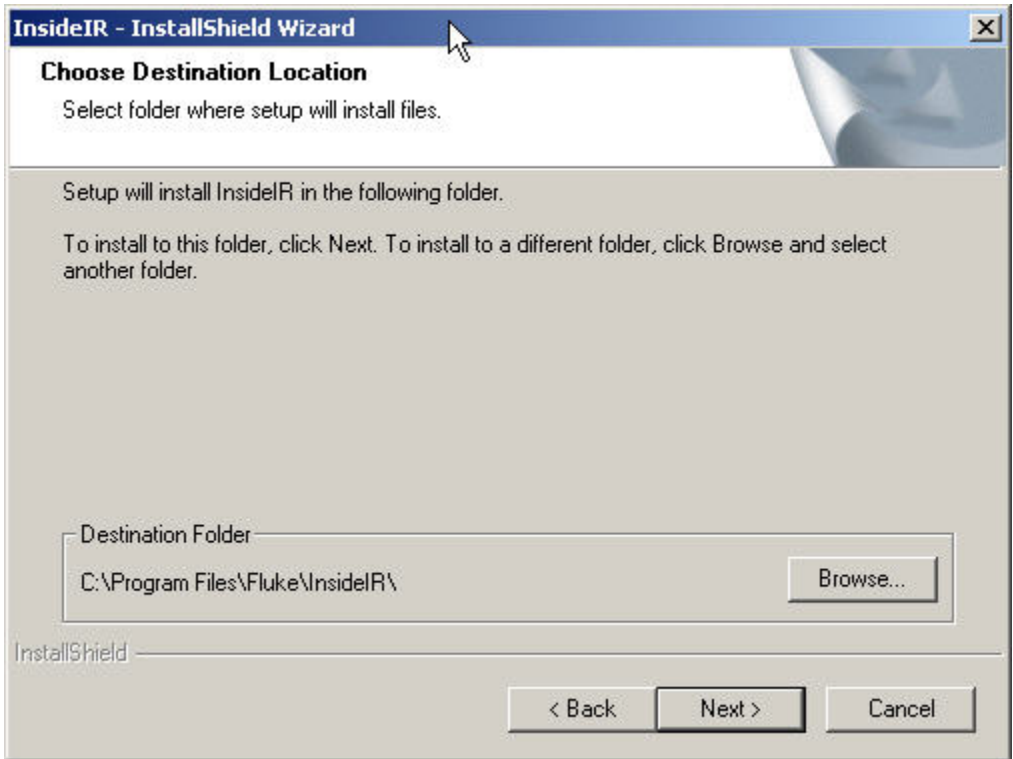 InsideIR - InstallShield Wizard
Choose Destination Location
Select folder where setup will install files.
Setup will install InsideIR in the following folder.
To install to this folder, click Next. To install to a different folder, click Browse and select
another folder.
Destination Folder
C:\Program Files\Fluke\InsideIR\
Browse...
InstallShield
< Back
Next >
Cancel